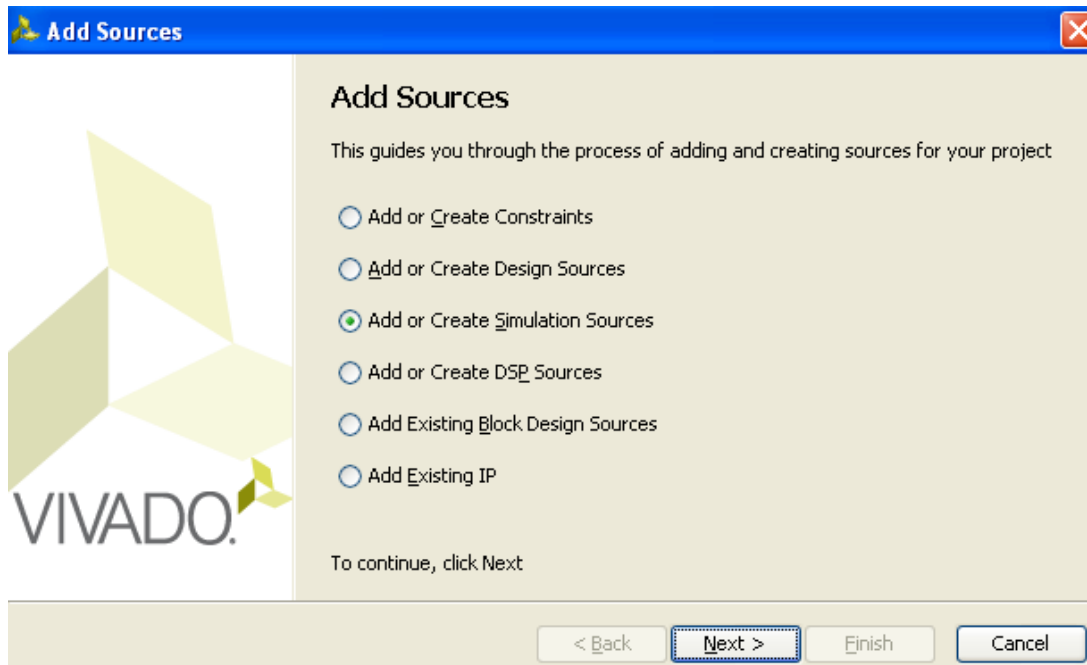 Add Sources
Add Sources
This guides you through the process of adding and creating sources for your project
Add or Create Constraints
Add or Create Design Sources
Add or Create Simulation Sources
Add or Create DSP Sources
Add Existing Block Design Sources
Add Existing IP
VIVADO.
To continue, click Next
< Back
Next >
Finish
Cancel